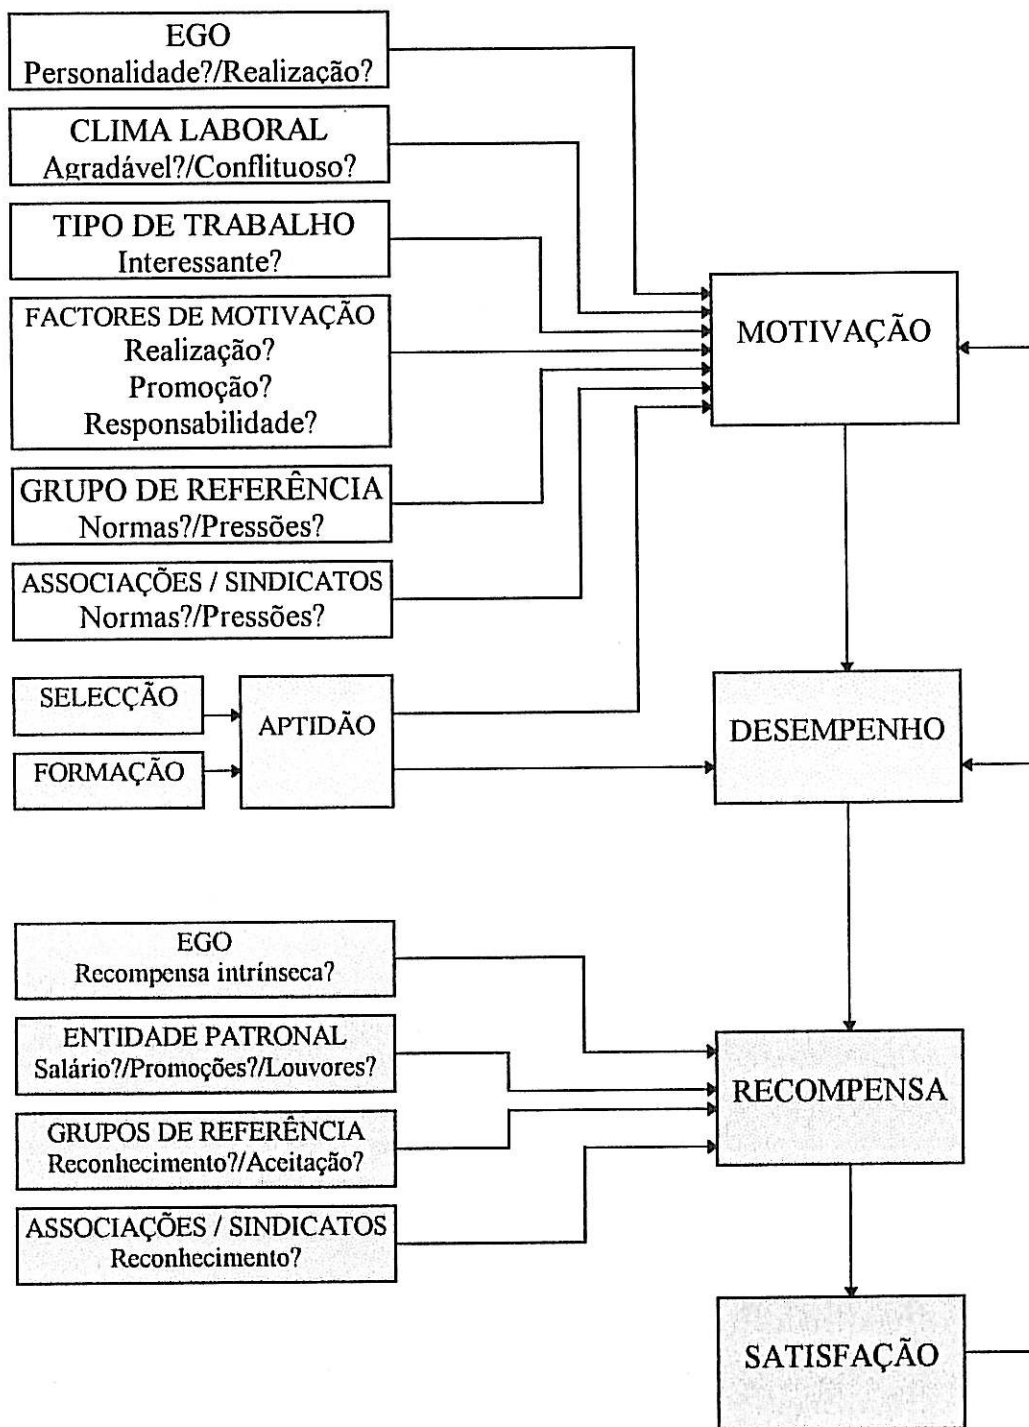 EGO
Personalidade?/Realização?
CLIMA LABORAL
Agradável?/Conflituoso?
TIPO DE TRABALHO
Interessante?
FACTORES DE MOTIVAÇÃO
Realização?
Promoção?
Responsabilidade?
MOTIVAÇÃO
GRUPO DE REFERÊNCIA
Normas?/Pressões?
ASSOCIAÇÕES / SINDICATOS
Normas?/Pressões?
SELECÇÃO
FORMAÇÃO
APTIDÃO
DESEMPENHO
EGO
Recompensa intrínseca?
ENTIDADE PATRONAL
Salário?/Promoções?/Louvores?
GRUPOS DE REFERÊNCIA
Reconhecimento?/Aceitação?
RECOMPENSA
ASSOCIAÇÕES / SINDICATOS
Reconhecimento?
SATISFAÇÃO